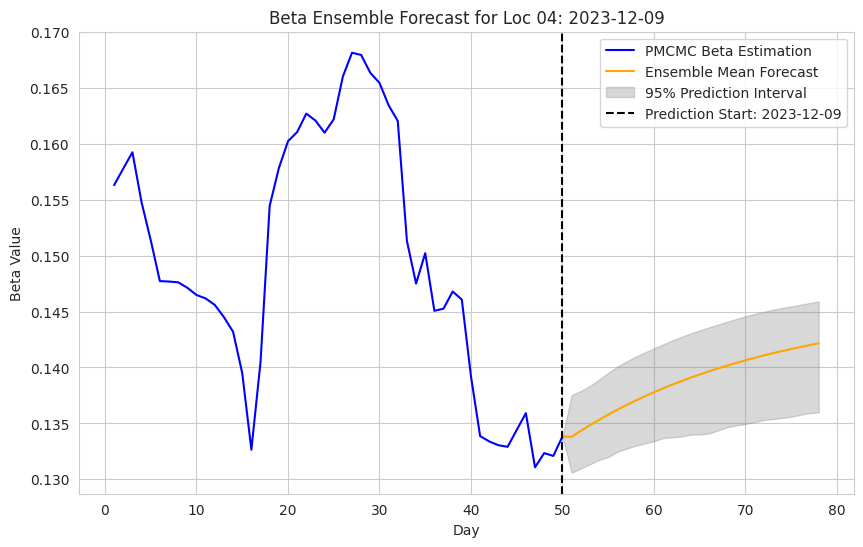 Beta Ensemble Forecast for Loc 04: 2023-12-09
PMCMC Beta Estimation
Ensemble Mean Forecast
95% Prediction Interval
Prediction Start: 2023-12-09
Beta Value
0.170
0.165
0.160
0.155
0.150
0.145
0.140
0.135
0.130
0 10 20 30 40 50 60 70 80
Day